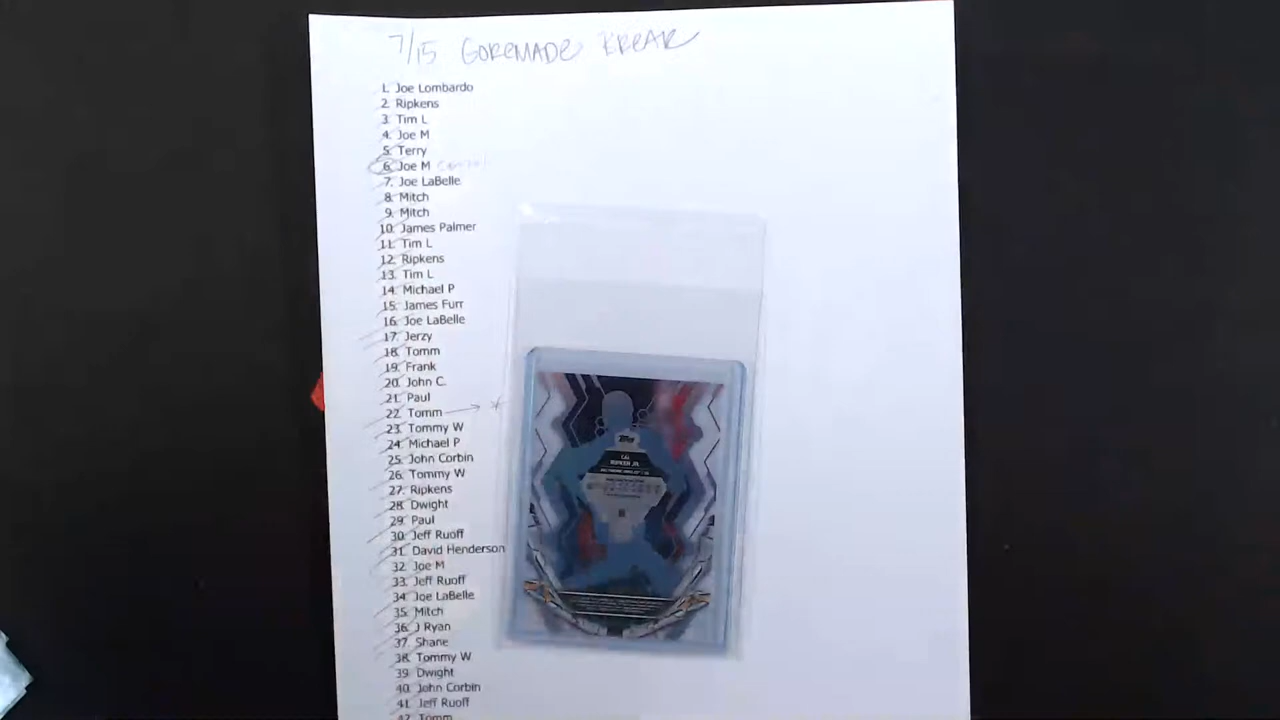 7/15 GOREMADE BREAK
1. Joe Lombardo
2. Ripkens
3. Tim L
4. Joe M
5. Terry
6. Joe M
7. Joe LaBelle
8. Mitch
9. Mitch
10. James Palmer
11. Tim L
12. Ripkens
13. Tim L
14. Michael P
15. James Furr
16. Joe LaBelle
17. Jerzy
18. Tomm
19. Frank
20. John C.
21. Paul
22. Tomm
23. Tommy W
24. Michael P
25. John Corbin
26. Tommy W
27. Ripkens
28. Dwight
29. Paul
30. Jeff Ruoff
31. David Henderson
32. Joe M
33. Jeff Ruoff
34. Joe LaBelle
35. Mitch
36. J Ryan
37. Shane
38. Tommy W
39. Dwight
40. John Corbin
41. Jeff Ruoff
42. Tomm
Topps
CAL
RIPKEN JR.